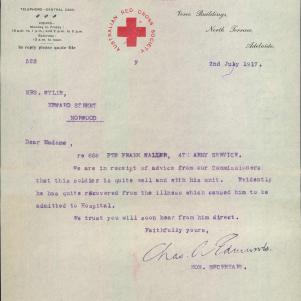 TELEPHONE CENTRAL
HOURS:
AUSTRALIAN RED CROSS SOCIETY
Verco Buildings,
North Terrace,
Adelaide.
In reply please quote file
2nd July 1917.
MRS. WYLIE,
EDWARD STREET
NORWOOD
Dear Madame,
re 682 PTE FRANK WALLER, 4TH ARMY SERVICE.
We are in receipt of advice from our Commissioners
that this soldier is quite well and with his unit. Evidently
he has quite recovered from the illness which caused him to be
admitted to Hospital.
We trust you will soon hear from him direct.
Faithfully yours,
Chas. A. Edmunds
HON. SECRETARY.